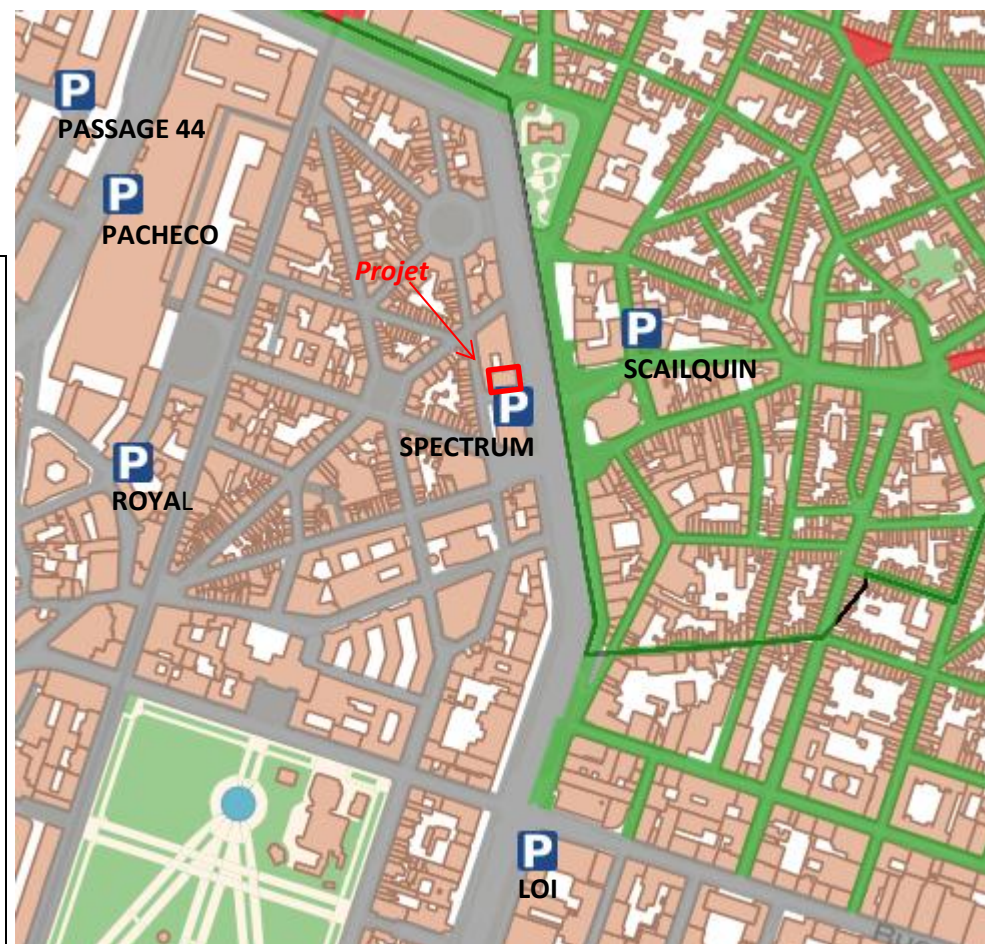 P
PASSAGE 44
P
PACHECO
Projet
P
SCAILQUIN
P
SPECTRUM
P
ROYAL
P
LOI